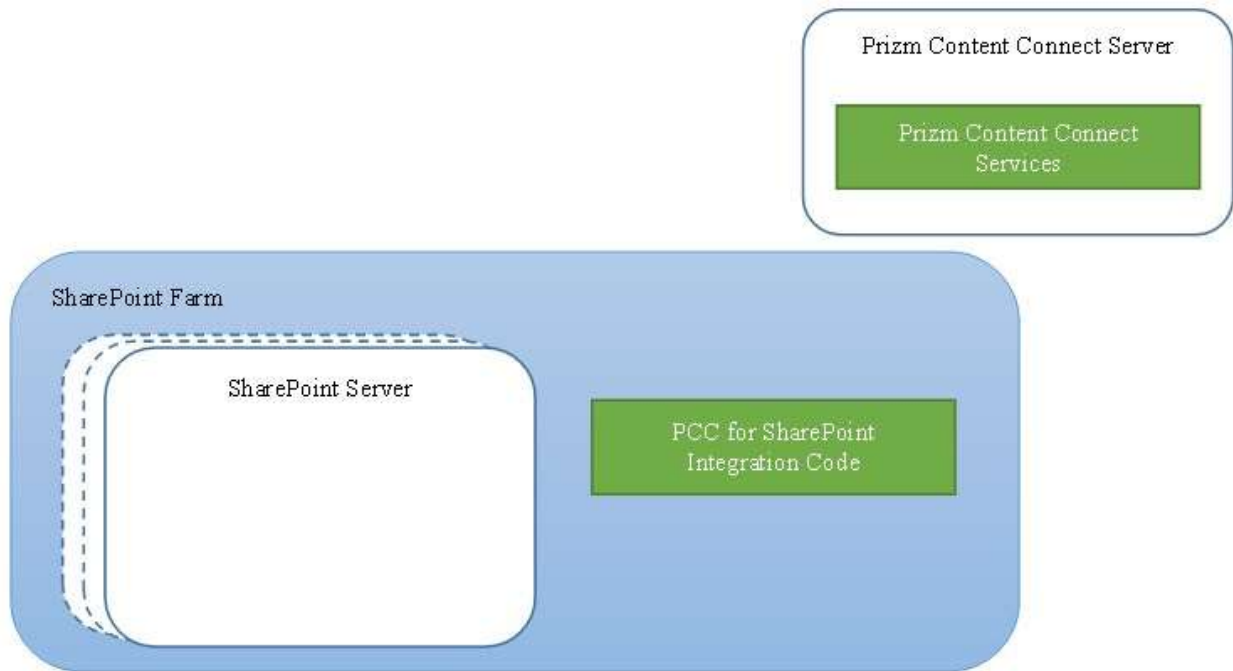 Prizm Content Connect Server
Prizm Content Connect
Services
SharePoint Farm
SharePoint Server
PCC for SharePoint
Integration Code